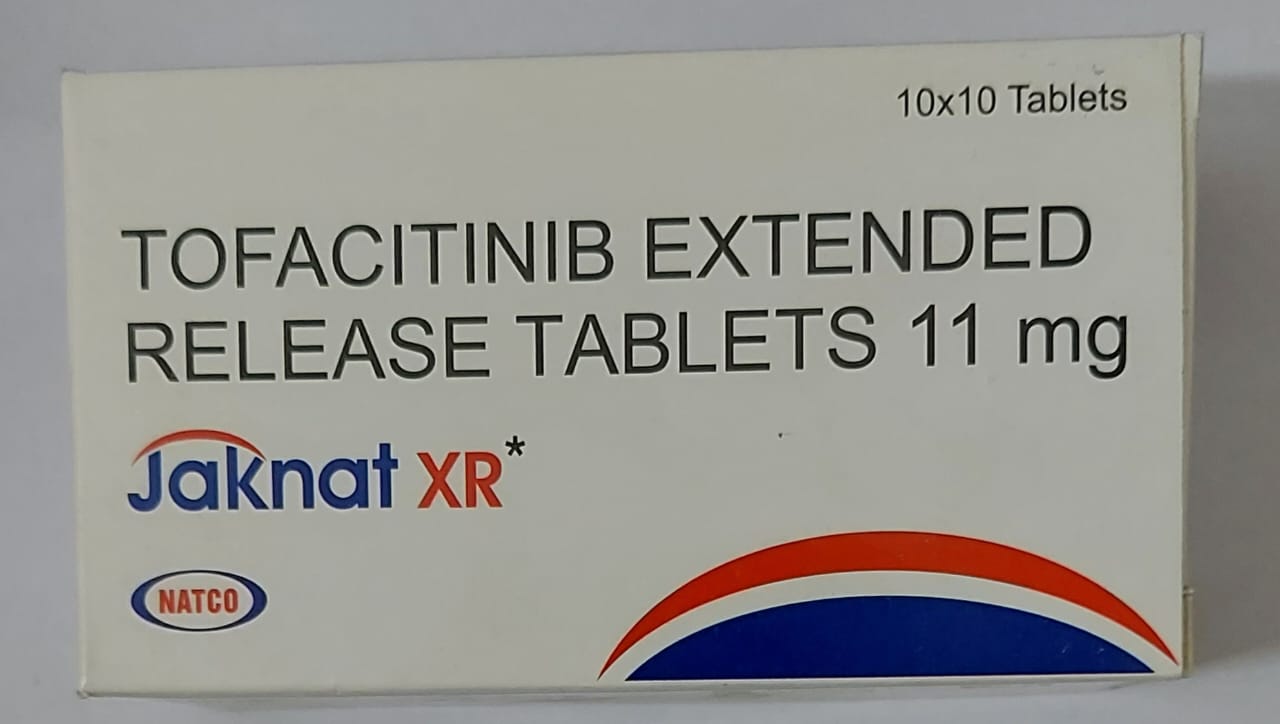 10x10 Tablets
TOFACITINIB EXTENDED
RELEASE TABLETS 11 mg
Jaknat XR*
NATCO